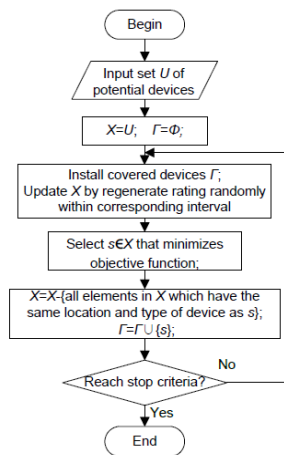 Begin
Input set U of
potential devices
X=U; Γ=Φ;
Install covered devices Γ;
Update X by regenerate rating randomly
within corresponding interval
Select sЄX that minimizes
objective function;
X=X-{all elements in X which have the
same location and type of device as s};
Γ=Γ∪{s};
Reach stop criteria?
No
Yes
End